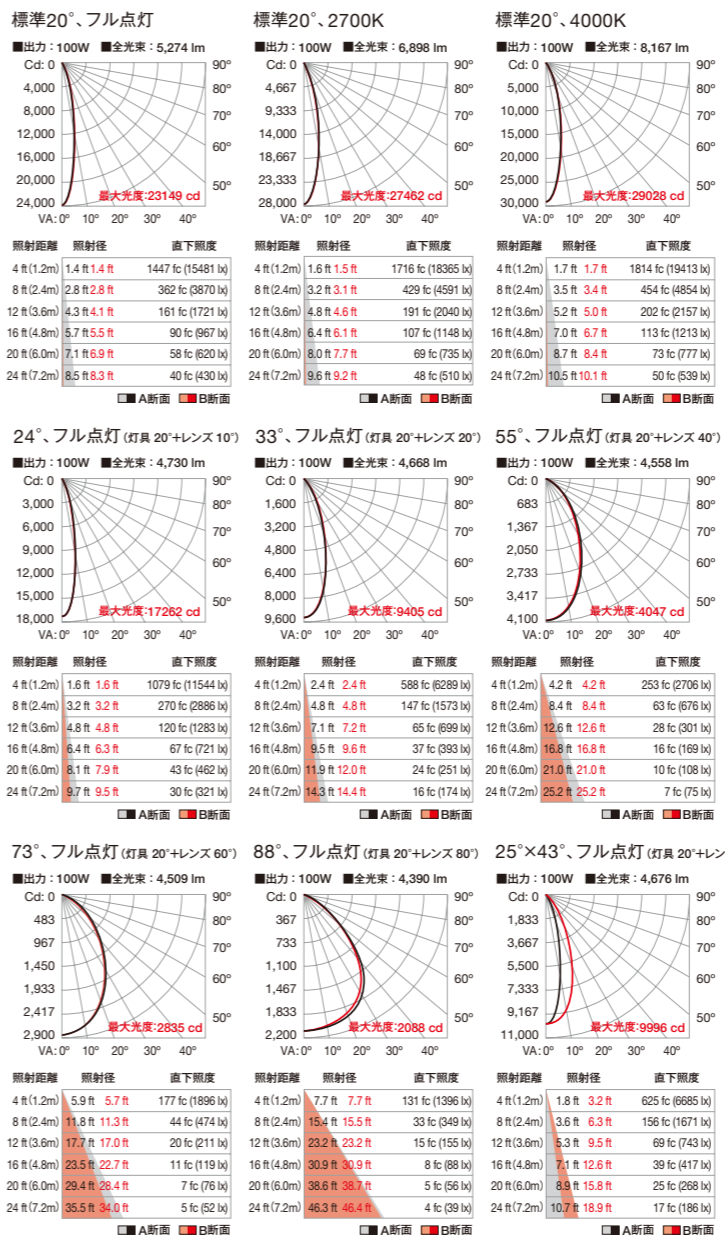 標準20°、フル点灯
■出力：100W ■全光束：5,274 lm
Cd: 0
4,000
8,000
12,000
16,000
20,000
24,000
90°
80°
70°
60°
50°
最大光度:23149 cd
VA: 0° 10° 20° 30° 40°
照射距離 照射径 直下照度
4 ft(1.2m) 1.4 ft 1.4 ft 1447 fc (15481 lx)
8 ft(2.4m) 2.8 ft 2.8 ft 362 fc (3870 lx)
12 ft(3.6m) 4.3 ft 4.1 ft 161 fc (1721 lx)
16 ft(4.8m) 5.7 ft 5.5 ft 90 fc (967 lx)
20 ft(6.0m) 7.1 ft 6.9 ft 58 fc (620 lx)
24 ft(7.2m) 8.5 ft 8.3 ft 40 fc (430 lx)
A断面 B断面
標準20°、2700K
■出力：100W ■全光束：6,898 lm
Cd: 0
4,667
9,333
14,000
18,667
23,333
28,000
90°
80°
70°
60°
50°
最大光度:27462 cd
VA: 0° 10° 20° 30° 40°
照射距離 照射径 直下照度
4 ft(1.2m) 1.6 ft 1.5 ft 1716 fc (18365 lx)
8 ft(2.4m) 3.2 ft 3.1 ft 429 fc (4591 lx)
12 ft(3.6m) 4.8 ft 4.6 ft 191 fc (2040 lx)
16 ft(4.8m) 6.4 ft 6.1 ft 107 fc (1148 lx)
20 ft(6.0m) 8.0 ft 7.7 ft 69 fc (735 lx)
24 ft(7.2m) 9.6 ft 9.2 ft 48 fc (510 lx)
A断面 B断面
標準20°、4000K
■出力：100W ■全光束：8,167 lm
Cd: 0
5,000
10,000
15,000
20,000
25,000
30,000
90°
80°
70°
60°
50°
最大光度:29028 cd
VA: 0° 10° 20° 30° 40°
照射距離 照射径 直下照度
4 ft(1.2m) 1.7 ft 1.7 ft 1814 fc (19413 lx)
8 ft(2.4m) 3.5 ft 3.4 ft 454 fc (4854 lx)
12 ft(3.6m) 5.2 ft 5.0 ft 202 fc (2157 lx)
16 ft(4.8m) 7.0 ft 6.7 ft 113 fc (1213 lx)
20 ft(6.0m) 8.7 ft 8.4 ft 73 fc (777 lx)
24 ft(7.2m) 10.5 ft 10.1 ft 50 fc (539 lx)
A断面 B断面
24°、フル点灯(灯具 20°+レンズ 10°)
■出力：100W ■全光束：4,730 lm
Cd: 0
3,000
6,000
9,000
12,000
15,000
18,000
90°
80°
70°
60°
50°
最大光度:17262 cd
VA: 0° 10° 20° 30° 40°
照射距離 照射径 直下照度
4 ft(1.2m) 1.6 ft 1.6 ft 1079 fc (11544 lx)
8 ft(2.4m) 3.2 ft 3.2 ft 270 fc (2886 lx)
12 ft(3.6m) 4.8 ft 4.8 ft 120 fc (1283 lx)
16 ft(4.8m) 6.4 ft 6.3 ft 67 fc (721 lx)
20 ft(6.0m) 8.1 ft 7.9 ft 43 fc (462 lx)
24 ft(7.2m) 9.7 ft 9.5 ft 30 fc (321 lx)
A断面 B断面
33°、フル点灯(灯具 20°+レンズ 20°)
■出力：100W ■全光束：4,668 lm
Cd: 0
1,600
3,200
4,800
6,400
8,000
9,600
90°
80°
70°
60°
50°
最大光度:9405 cd
VA: 0° 10° 20° 30° 40°
照射距離 照射径 直下照度
4 ft(1.2m) 2.4 ft 2.4 ft 588 fc (6289 lx)
8 ft(2.4m) 4.8 ft 4.8 ft 147 fc (1573 lx)
12 ft(3.6m) 7.1 ft 7.2 ft 65 fc (699 lx)
16 ft(4.8m) 9.5 ft 9.6 ft 37 fc (393 lx)
20 ft(6.0m) 11.9 ft 12.0 ft 24 fc (251 lx)
24 ft(7.2m) 14.3 ft 14.4 ft 16 fc (174 lx)
A断面 B断面
55°、フル点灯(灯具 20°+レンズ 40°)
■出力：100W ■全光束：4,558 lm
Cd: 0
683
1,367
2,050
2,733
3,417
4,100
90°
80°
70°
60°
50°
最大光度:4047 cd
VA: 0° 10° 20° 30° 40°
照射距離 照射径 直下照度
4 ft(1.2m) 4.2 ft 4.2 ft 253 fc (2706 lx)
8 ft(2.4m) 8.4 ft 8.4 ft 63 fc (676 lx)
12 ft(3.6m) 12.6 ft 12.6 ft 28 fc (301 lx)
16 ft(4.8m) 16.8 ft 16.8 ft 16 fc (169 lx)
20 ft(6.0m) 21.0 ft 21.0 ft 10 fc (108 lx)
24 ft(7.2m) 25.2 ft 25.2 ft 7 fc (75 lx)
A断面 B断面
73°、フル点灯(灯具 20°+レンズ 60°)
■出力：100W ■全光束：4,509 lm
Cd: 0
483
967
1,450
1,933
2,417
2,900
90°
80°
70°
60°
50°
最大光度:2835 cd
VA: 0° 10° 20° 30° 40°
照射距離 照射径 直下照度
4 ft(1.2m) 5.9 ft 5.7 ft 177 fc (1896 lx)
8 ft(2.4m) 11.8 ft 11.3 ft 44 fc (474 lx)
12 ft(3.6m) 17.7 ft 17.0 ft 20 fc (211 lx)
16 ft(4.8m) 23.5 ft 22.7 ft 11 fc (119 lx)
20 ft(6.0m) 29.4 ft 28.4 ft 7 fc (76 lx)
24 ft(7.2m) 35.5 ft 34.0 ft 5 fc (52 lx)
A断面 B断面
88°、フル点灯(灯具 20°+レンズ 80°)
■出力：100W ■全光束：4,390 lm
Cd: 0
367
733
1,100
1,467
1,833
2,200
90°
80°
70°
60°
50°
最大光度:2088 cd
VA: 0° 10° 20° 30° 40°
照射距離 照射径 直下照度
4 ft(1.2m) 7.7 ft 7.7 ft 131 fc (1396 lx)
8 ft(2.4m) 15.4 ft 15.5 ft 33 fc (349 lx)
12 ft(3.6m) 23.2 ft 23.2 ft 15 fc (155 lx)
16 ft(4.8m) 30.9 ft 30.9 ft 8 fc (88 lx)
20 ft(6.0m) 38.6 ft 38.7 ft 5 fc (56 lx)
24 ft(7.2m) 46.3 ft 46.4 ft 4 fc (39 lx)
A断面 B断面
25°×43°、フル点灯(灯具 20°+レン
■出力：100W ■全光束：4,676 lm
Cd: 0
1,833
3,667
5,500
7,333
9,167
11,000
90°
80°
70°
60°
50°
最大光度:9996 cd
VA: 0° 10° 20° 30° 40°
照射距離 照射径 直下照度
4 ft(1.2m) 1.8 ft 3.2 ft 625 fc (6685 lx)
8 ft(2.4m) 3.6 ft 6.3 ft 156 fc (1671 lx)
12 ft(3.6m) 5.3 ft 9.5 ft 69 fc (743 lx)
16 ft(4.8m) 7.1 ft 12.6 ft 39 fc (417 lx)
20 ft(6.0m) 8.9 ft 15.8 ft 25 fc (268 lx)
24 ft(7.2m) 10.7 ft 18.9 ft 17 fc (186 lx)
A断面 B断面